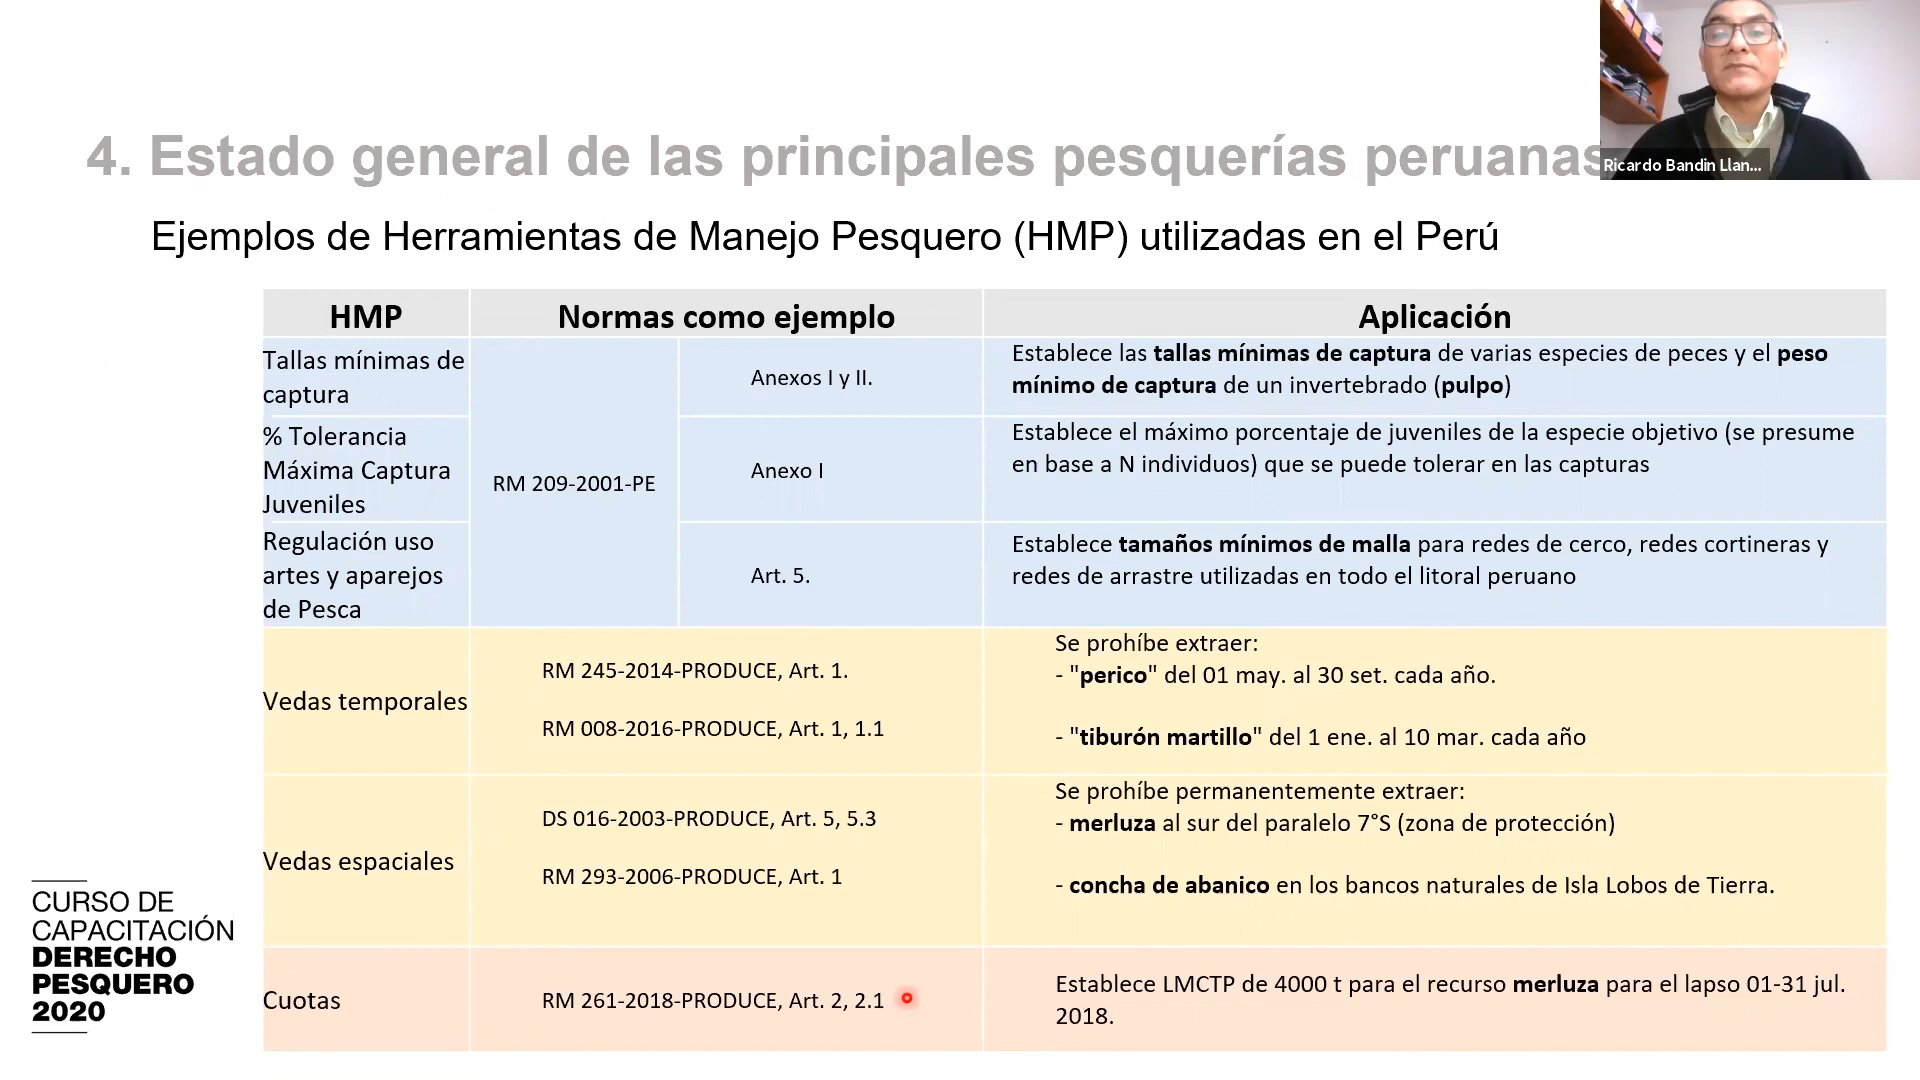 4. Estado general de las principales pesquerías peruanas
Ricardo Bandin Llan...
Ejemplos de Herramientas de Manejo Pesquero (HMP) utilizadas en el Perú
HMP
Normas como ejemplo
Aplicación
Tallas mínimas de
captura
RM 209-2001-PE
Anexos I y II.
Establece las tallas mínimas de captura de varias especies de peces y el peso
mínimo de captura de un invertebrado (pulpo)
% Tolerancia
Máxima Captura
Juveniles
Anexo I
Establece el máximo porcentaje de juveniles de la especie objetivo (se presume
en base a N individuos) que se puede tolerar en las capturas
Regulación uso
artes y aparejos
de Pesca
Art. 5.
Establece tamaños mínimos de malla para redes de cerco, redes cortineras y
redes de arrastre utilizadas en todo el litoral peruano
Vedas temporales
RM 245-2014-PRODUCE, Art. 1.
RM 008-2016-PRODUCE, Art. 1, 1.1
Se prohíbe extraer:
- "perico" del 01 may. al 30 set. cada año.
- "tiburón martillo" del 1 ene. al 10 mar. cada año
Vedas espaciales
DS 016-2003-PRODUCE, Art. 5, 5.3
RM 293-2006-PRODUCE, Art. 1
Se prohíbe permanentemente extraer:
- merluza al sur del paralelo 7°S (zona de protección)
- concha de abanico en los bancos naturales de Isla Lobos de Tierra.
Cuotas
RM 261-2018-PRODUCE, Art. 2, 2.1
Establece LMCTP de 4000 t para el recurso merluza para el lapso 01-31 jul.
2018.
CURSO DE
CAPACITACIÓN
DERECHO
PESQUERO
2020